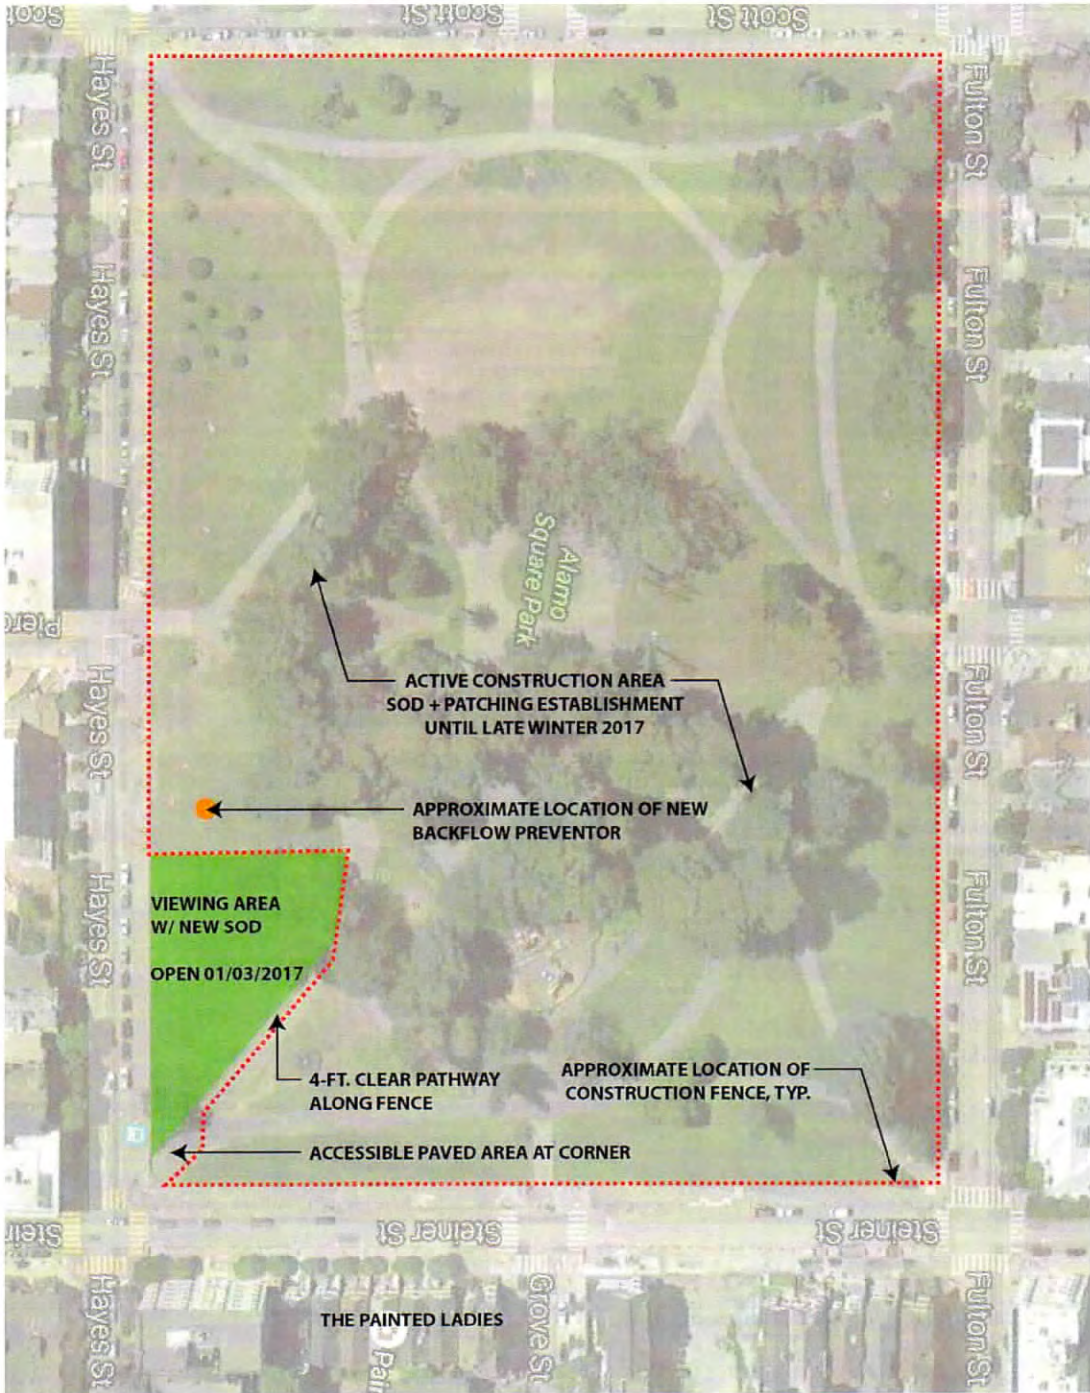 Scott St
Scott St
Hayes St
Fulton St
Hayes St
Fulton St
Alamo
Square Park
ACTIVE CONSTRUCTION AREA
SOD + PATCHING ESTABLISHMENT
UNTIL LATE WINTER 2017
Hayes St
Fulton St
APPROXIMATE LOCATION OF NEW
BACKFLOW PREVENTOR
Hayes St
Fulton St
VIEWING AREA
W/ NEW SOD
OPEN 01/03/2017
4-FT. CLEAR PATHWAY
ALONG FENCE
APPROXIMATE LOCATION OF
CONSTRUCTION FENCE, TYP.
ACCESSIBLE PAVED AREA AT CORNER
Steiner St
Steiner St
Hayes St
Grove St
Fulton St
THE PAINTED LADIES